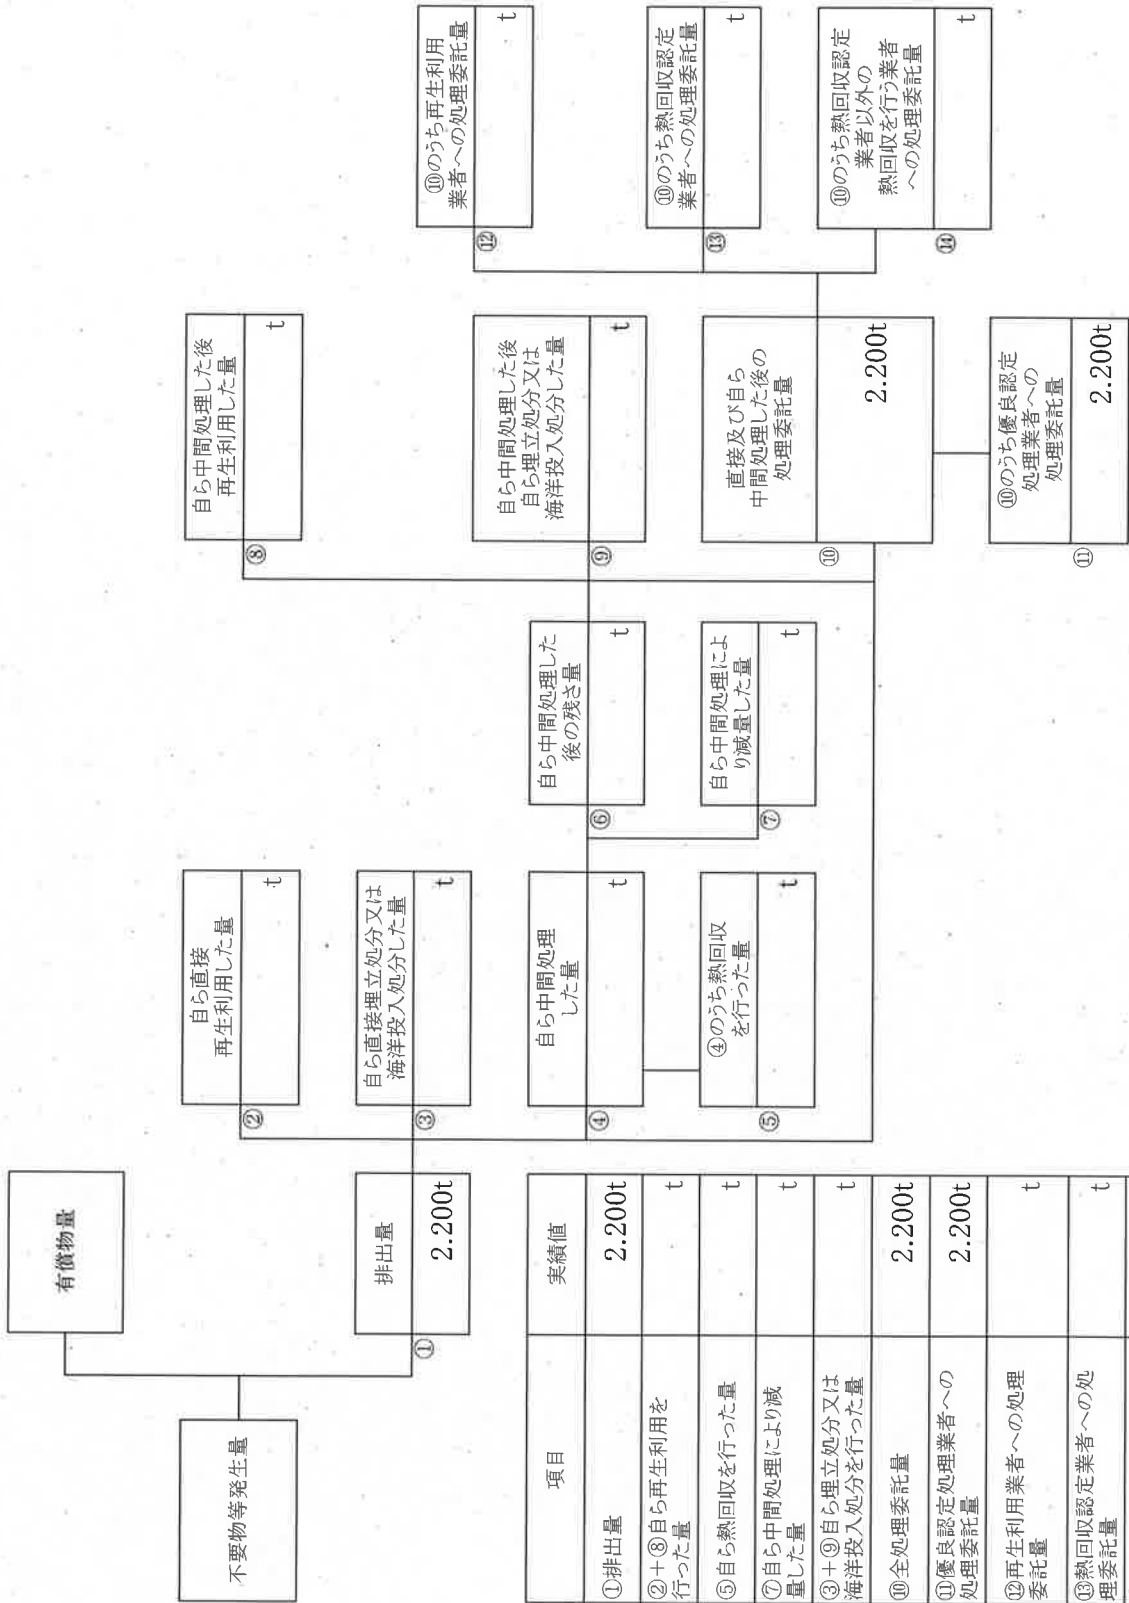 有償物量
不要物等発生量
①
排出量
2.200t
②
自ら直接
再生利用した量
t
③
自ら直接埋立処分又は
海洋投入処分した量
t
④
自ら中間処理
した量
t
⑤
④のうち熱回収
を行った量
t
⑥
自ら中間処理した
後の残さ量
t
⑦
自ら中間処理によ
り減量した量
t
⑧
自ら中間処理した後
再生利用した量
t
⑨
自ら中間処理した後
自ら埋立処分又は
海洋投入処分した量
t
⑩
直接及び自ら
中間処理した後の
処理委託量
2.200t
⑪
⑩のうち優良認定
処理業者への
処理委託量
2.200t
⑫
⑩のうち再生利用
業者への処理委託量
t
⑬
⑩のうち熱回収認定
業者への処理委託量
t
⑭
⑩のうち熱回収認定
業者以外の
熱回収を行う業者
への処理委託量
t
項目 実績値
①排出量 2.200t
②+⑧自ら再生利用を
行った量 t
⑤自ら熱回収を行った量 t
⑦自ら中間処理により減
量した量 t
③+⑨自ら埋立処分又は
海洋投入処分を行った量 t
⑩全処理委託量 2.200t
⑪優良認定処理業者への
処理委託量 2.200t
⑫再生利用業者への処理
委託量 t
⑬熱回収認定業者への処
理委託量 t